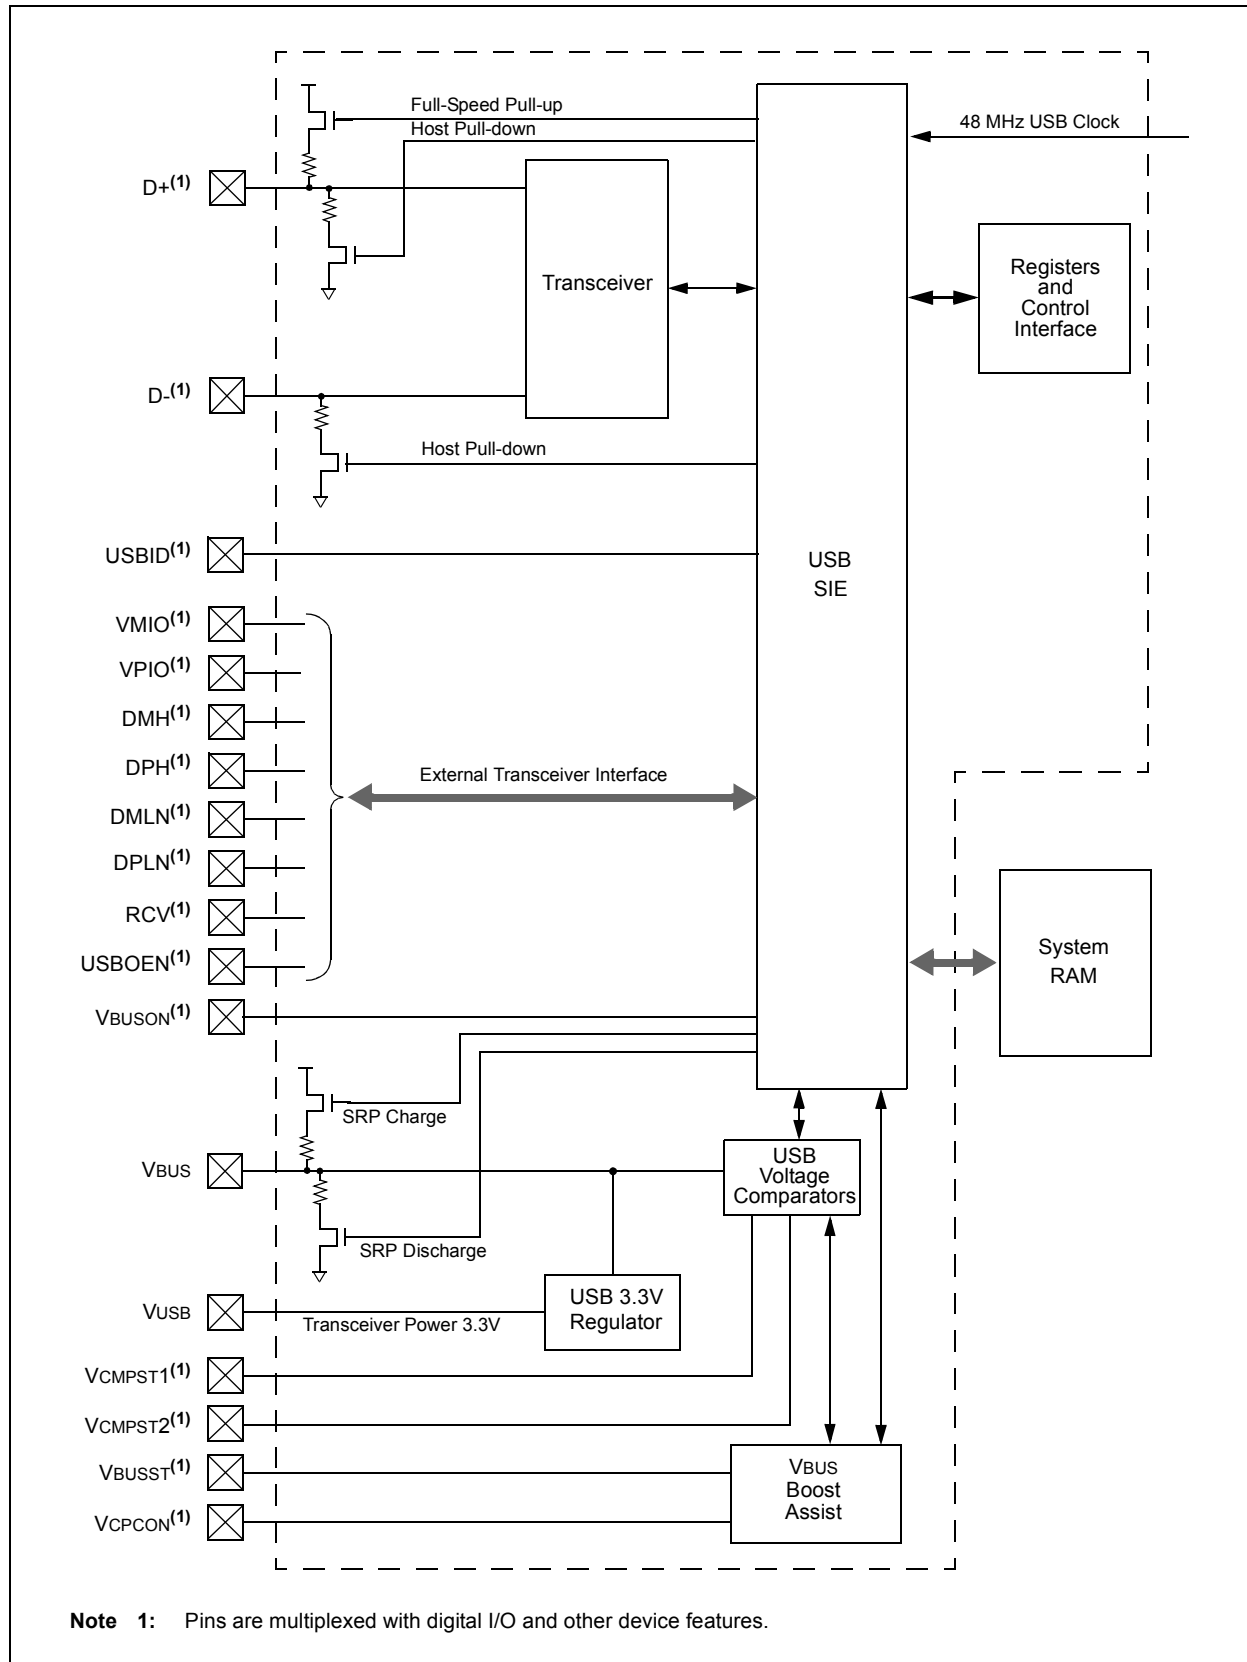 Full-Speed Pull-up
Host Pull-down
48 MHz USB Clock
D+(1)
Transceiver
Registers
and
Control
Interface
D-(1)
Host Pull-down
USBID(1)
USB
SIE
VMIO(1)
VPIO(1)
DMH(1)
DPH(1)
External Transceiver Interface
DMLN(1)
DPLN(1)
RCV(1)
System
RAM
USBOEN(1)
VBUSON(1)
SRP Charge
VBUS
USB
Voltage
Comparators
SRP Discharge
VUSB
Transceiver Power 3.3V
USB 3.3V
Regulator
VCMPST1(1)
VCMPST2(1)
VBUSST(1)
VBUS
Boost
Assist
VCPCON(1)
Note 1: Pins are multiplexed with digital I/O and other device features.